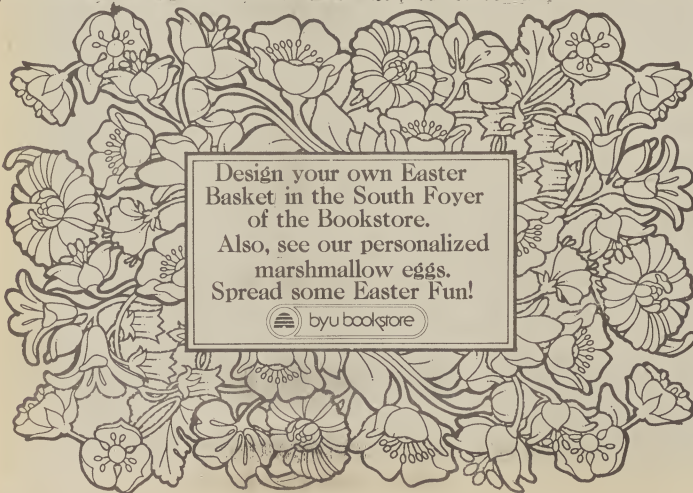 Design your own Easter
Basket in the South Foyer
of the Bookstore.
Also, see our personalized
marshmallow eggs.
Spread some Easter Fun!
byu bookstore